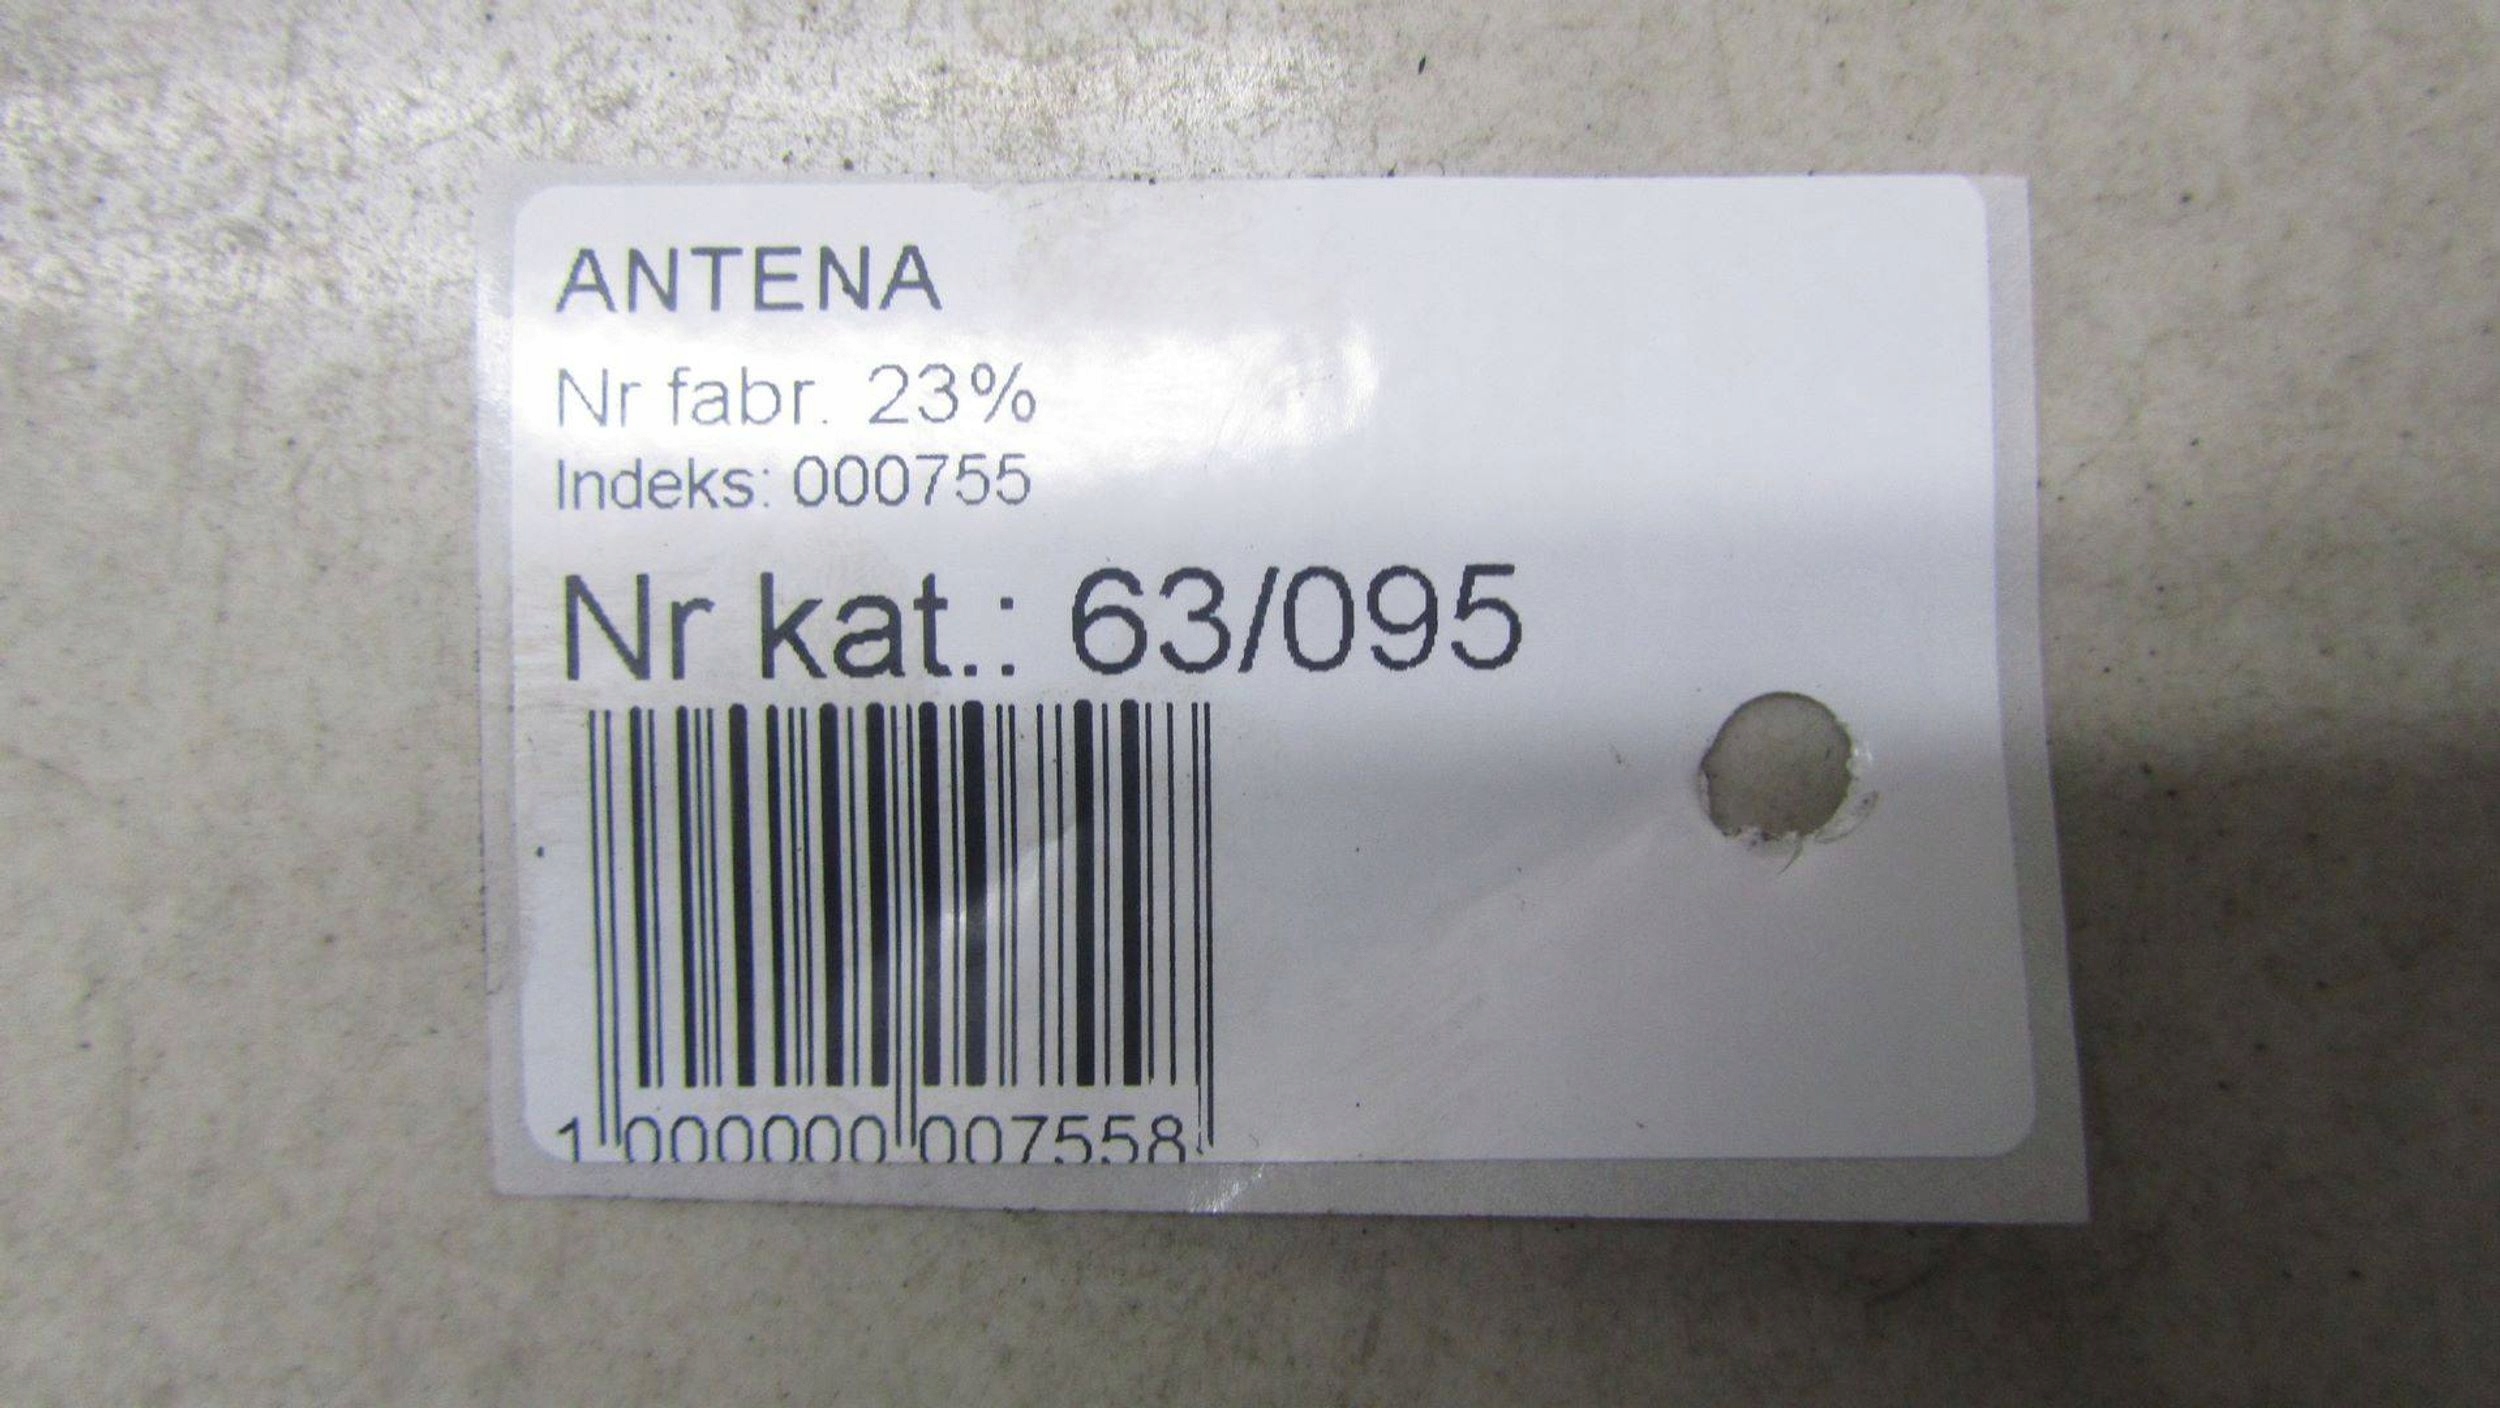 ANTENA
Nr fabr. 23%
Indeks: 000755
Nr kat.: 63/095
1 000000 007558